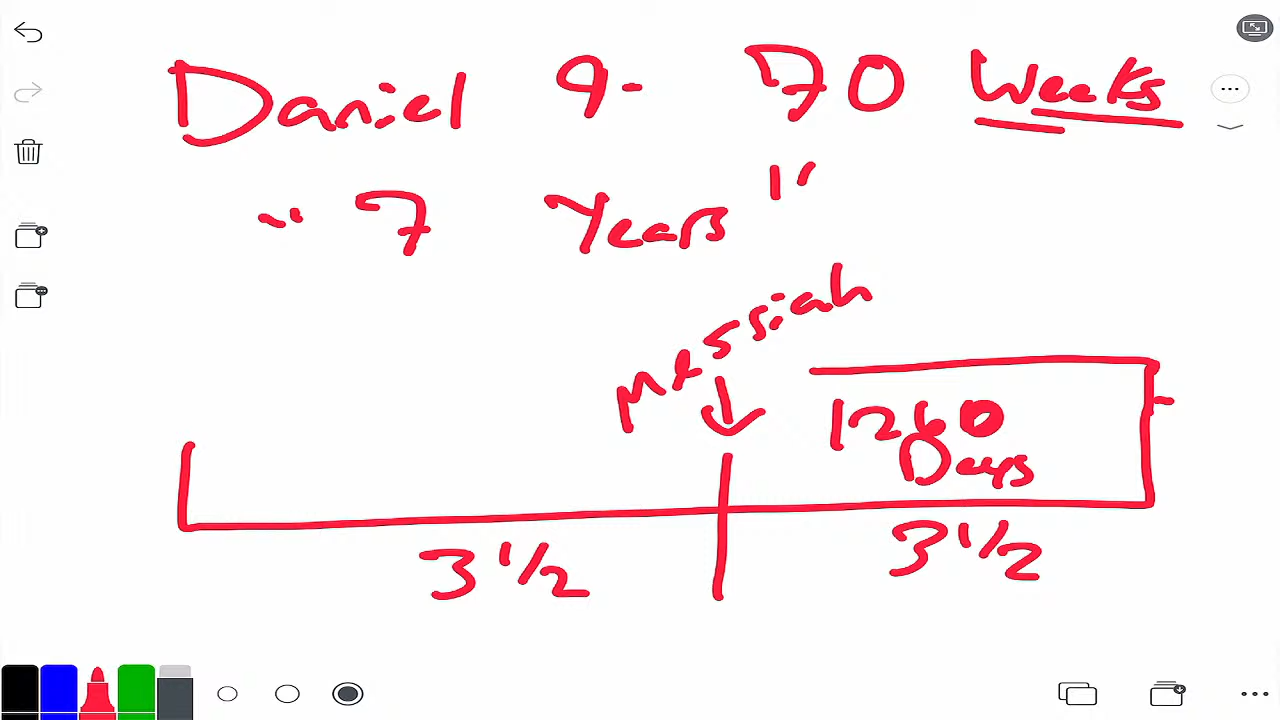 Daniel 9- 70 Weeks
" 7 Years "
Messiah
1260
Days
3 1/2
3 1/2